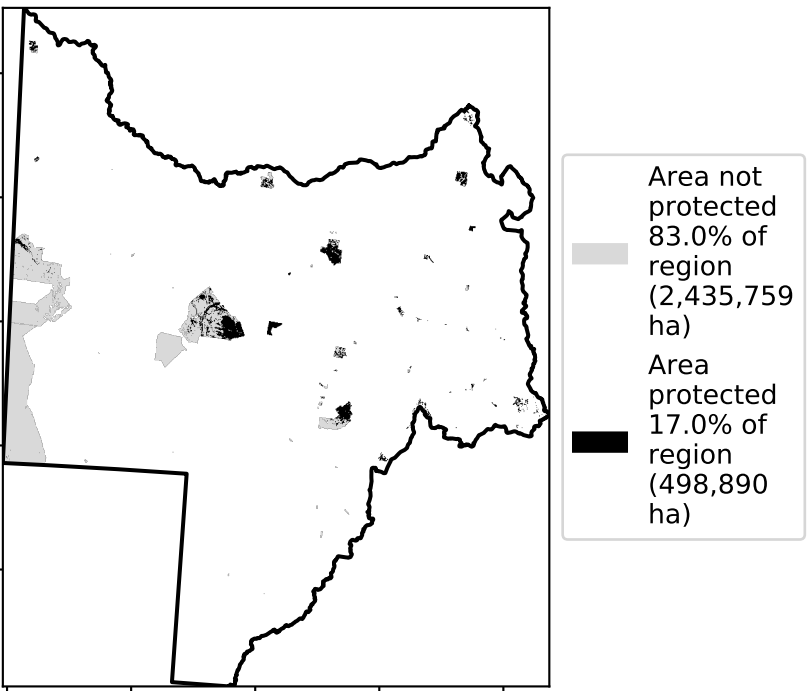 Area not
protected
83.0% of
region
(2,435,759
ha)
Area
protected
17.0% of
region
(498,890
ha)